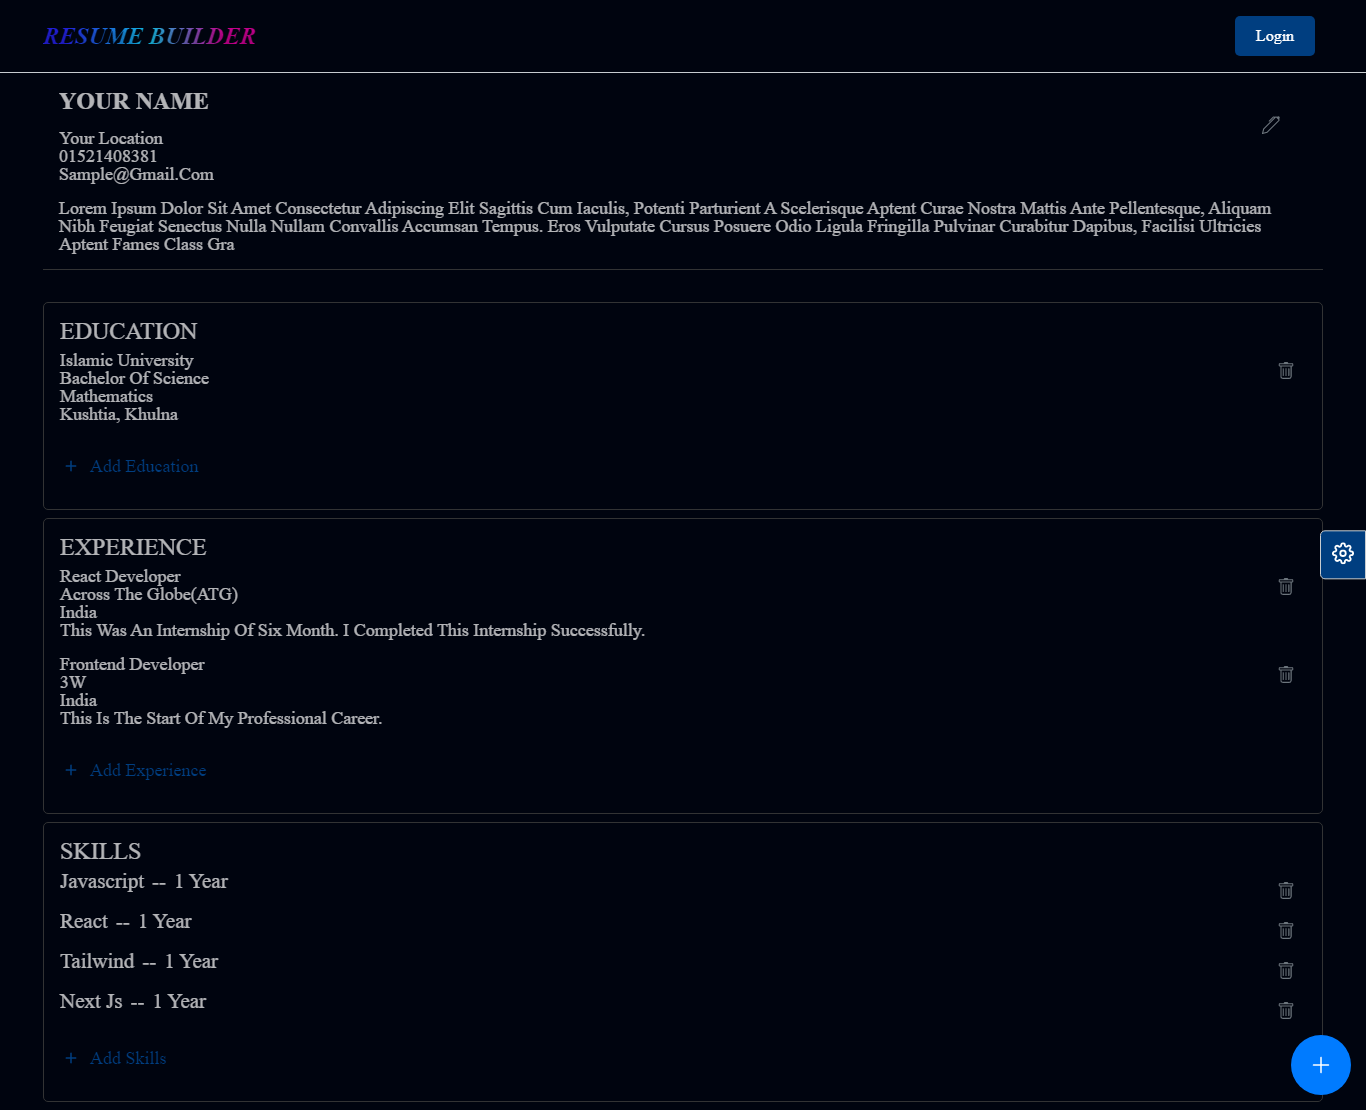 RESUME BUILDER
Login
YOUR NAME
Your Location
01521408381
Sample@Gmail.Com
Lorem Ipsum Dolor Sit Amet Consectetur Adipiscing Elit Sagittis Cum Iaculis, Potenti Parturient A Scelerisque Aptent Curae Nostra Mattis Ante Pellentesque, Aliquam
Nibh Feugiat Senectus Nulla Nullam Convallis Accumsan Tempus. Eros Vulputate Cursus Posuere Odio Ligula Fringilla Pulvinar Curabitur Dapibus, Facilisi Ultricies
Aptent Fames Class Gra
EDUCATION
Islamic University
Bachelor Of Science
Mathematics
Kushtia, Khulna
+ Add Education
EXPERIENCE
React Developer
Across The Globe(ATG)
India
This Was An Internship Of Six Month. I Completed This Internship Successfully.
Frontend Developer
3W
India
This Is The Start Of My Professional Career.
+ Add Experience
SKILLS
Javascript -- 1 Year
React -- 1 Year
Tailwind -- 1 Year
Next Js -- 1 Year
+ Add Skills